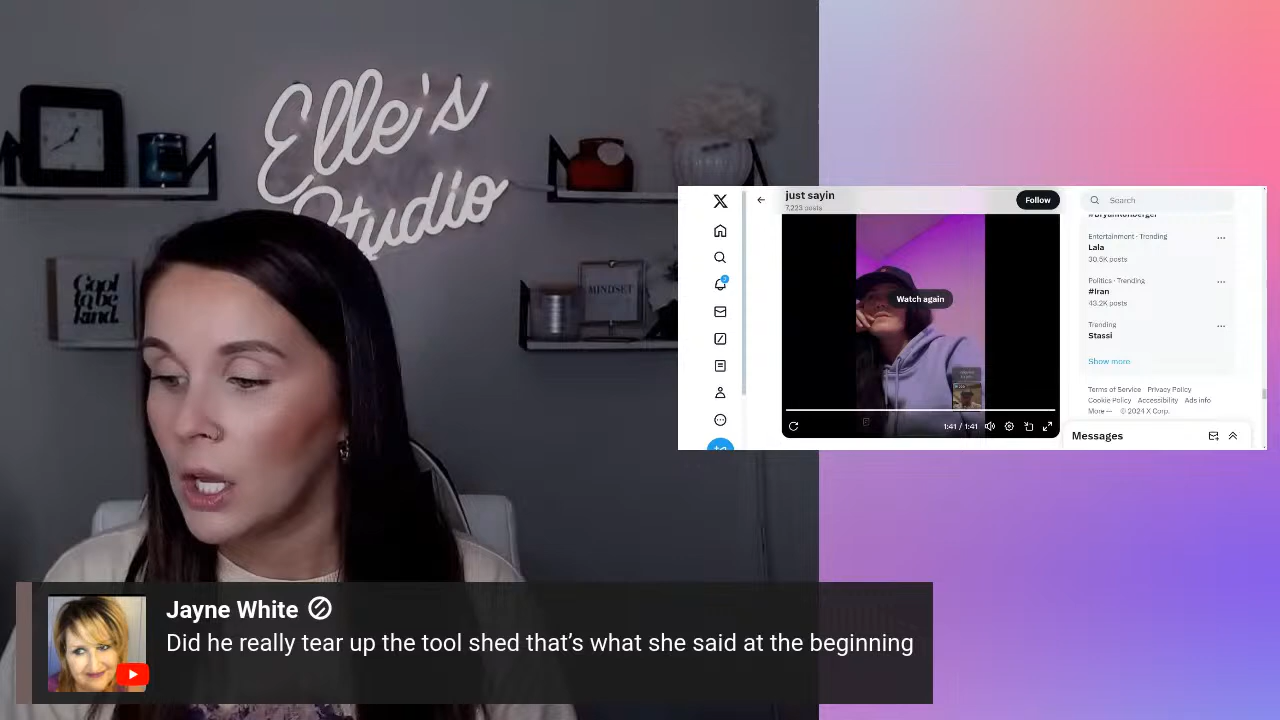 Elle's
Studio
Cool
to be
kind.
MINDSET
just sayin
7,223 posts
Follow
Search
Watch again
1:41 / 1:41
Entertainment · Trending
Lala
30.5K posts
Politics · Trending
#Iran
43.2K posts
Trending
Stassi
Show more
Terms of Service Privacy Policy
Cookie Policy Accessibility Ads info
More ··· © 2024 X Corp.
Messages
Jayne White
Did he really tear up the tool shed that’s what she said at the beginning